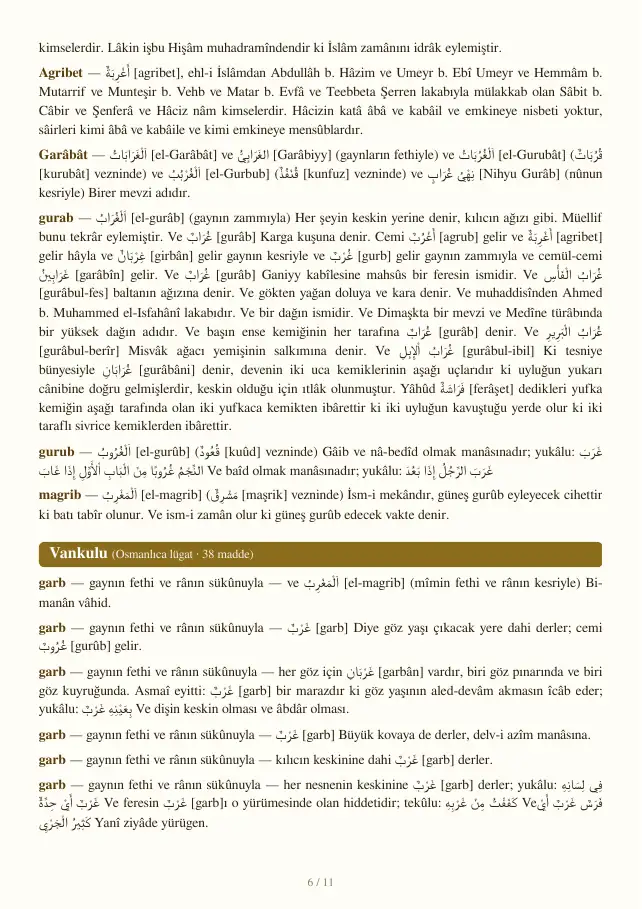 kimselerdir. Lâkin işbu Hişâm muhadramîndendir ki İslâm zamânını idrâk eylemiştir.
Agribet — أَغْرِبَةٌ [agribet], ehl-i İslâmdan Abdullâh b. Hâzim ve Umeyr b. Ebî Umeyr ve Hemmâm b.
Mutarrif ve Munteşir b. Vehb ve Matar b. Evfâ ve Teebbeta Şerren lakabıyla mülakkab olan Sâbit b.
Câbir ve Şenferâ ve Hâciz nâm kimselerdir. Hâcizin katâ âbâ ve kabâil ve emkineye nisbeti yoktur,
sâirleri kimi âbâ ve kabâile ve kimi emkineye mensûblardır.
Garâbât — اَلْغَرَابَاتُ [el-Garâbât] ve الغَرَابِيُّ [Garâbiyy] (gaynların fethiyle) ve اَلْغُرُبَاتُ [el-Gurubât] (قُرُبَاتٌ
[kurubât] vezninde) ve اَلْغُرْبُبُ [el-Gurbub] (قُنْفُذٌ [kunfuz] vezninde) ve نِهْيُ غُرَابٍ [Nihyu Gurâb] (nûnun
kesriyle) Birer mevzi adıdır.
gurab — اَلْغُرَابُ [el-gurâb] (gaynın zammıyla) Her şeyin keskin yerine denir, kılıcın ağızı gibi. Müellif
bunu tekrâr eylemiştir. Ve غُرَابٌ [gurâb] Karga kuşuna denir. Cemi أَغْرُبٌ [agrub] gelir ve أَغْرِبَةٌ [agribet]
gelir hâyla ve غِرْبَانٌ [girbân] gelir gaynın kesriyle ve غُرْبٌ [gurb] gelir gaynın zammıyla ve cemül-cemi
غَرَابِينُ [garâbîn] gelir. Ve غُرَابٌ [gurâb] Ganiyy kabîlesine mahsûs bir feresin ismidir. Ve غُرَابُ الْفَأْسِ
[gurâbul-fes] baltanın ağızına denir. Ve gökten yağan doluya ve kara denir. Ve muhaddisînden Ahmed
b. Muhammed el-Isfahânî lakabıdır. Ve bir dağın ismidir. Ve Dimaşkta bir mevzi ve Medîne türâbında
bir yüksek dağın adıdır. Ve başın ense kemiğinin her tarafına غُرَابٌ [gurâb] denir. Ve غُرَابُ الْبَرِيرِ
[gurâbul-berîr] Misvâk ağacı yemişinin salkımına denir. Ve غُرَابُ الْإِبِلِ [gurâbul-ibil] Ki tesniye
bünyesiyle غُرَابَانِ [gurâbâni] denir, devenin iki uca kemiklerinin aşağı uçlarıdır ki uyluğun yukarı
cânibine doğru gelmişlerdir, keskin olduğu için ıtlâk olunmuştur. Yâhûd فَرَاشَةٌ [ferâşet] dedikleri yufka
kemiğin aşağı tarafında olan iki yufkaca kemikten ibârettir ki iki uyluğun kavuştuğu yerde olur ki iki
taraflı sivrice kemiklerden ibârettir.
gurub — اَلْغُرُوبُ [el-gurûb] (قُعُودٌ [kuûd] vezninde) Gâib ve nâ-bedîd olmak manâsınadır; yukâlu: غَرَبَ
النَّجْمُ غُرُوبًا مِنَ الْبَابِ الْأَوَّلِ إِذَا غَابَ Ve baîd olmak manâsınadır; yukâlu: غَرَبَ الرَّجُلُ إِذَا بَعُدَ
magrib — اَلْمَغْرِبُ [el-magrib] (مَشْرِقٌ [maşrik] vezninde) İsm-i mekândır, güneş gurûb eyleyecek cihettir
ki batı tabîr olunur. Ve ism-i zamân olur ki güneş gurûb edecek vakte denir.
Vankulu (Osmanlıca lügat · 38 madde)
garb — gaynın fethi ve rânın sükûnuyla — ve اَلْمَغْرِبُ [el-magrib] (mîmin fethi ve rânın kesriyle) Bi-
manân vâhid.
garb — gaynın fethi ve rânın sükûnuyla — غَرْبٌ [garb] Diye göz yaşı çıkacak yere dahi derler; cemi
غُرُوبٌ [gurûb] gelir.
garb — gaynın fethi ve rânın sükûnuyla — her göz için غَرْبَانِ [garbân] vardır, biri göz pınarında ve biri
göz kuyruğunda. Asmaî eyitti: غَرْبٌ [garb] bir marazdır ki göz yaşının aled-devâm akmasın îcâb eder;
yukâlu: بِعَيْنِهِ غَرْبٌ Ve dişin keskin olması ve âbdâr olması.
garb — gaynın fethi ve rânın sükûnuyla — غَرْبٌ [garb] Büyük kovaya de derler, delv-i azîm manâsına.
garb — gaynın fethi ve rânın sükûnuyla — kılıcın keskinine dahi غَرْبٌ [garb] derler.
garb — gaynın fethi ve rânın sükûnuyla — her nesnenin keskinine غَرْبٌ [garb] derler; yukâlu: فِي لِسَانِهِ
غَرْبٌ أَيْ حِدَّةٌ Ve feresin غَرْبٌ [garb]ı o yürümesinde olan hiddetidir; tekûlu: كَفَفْتُ مِنْ غَرْبِهِ Ve فَرَسٌ غَرْبٌ أَيْ
كَثِيرُ الْجَرْيِ Yanî ziyâde yürügen.
6 / 11